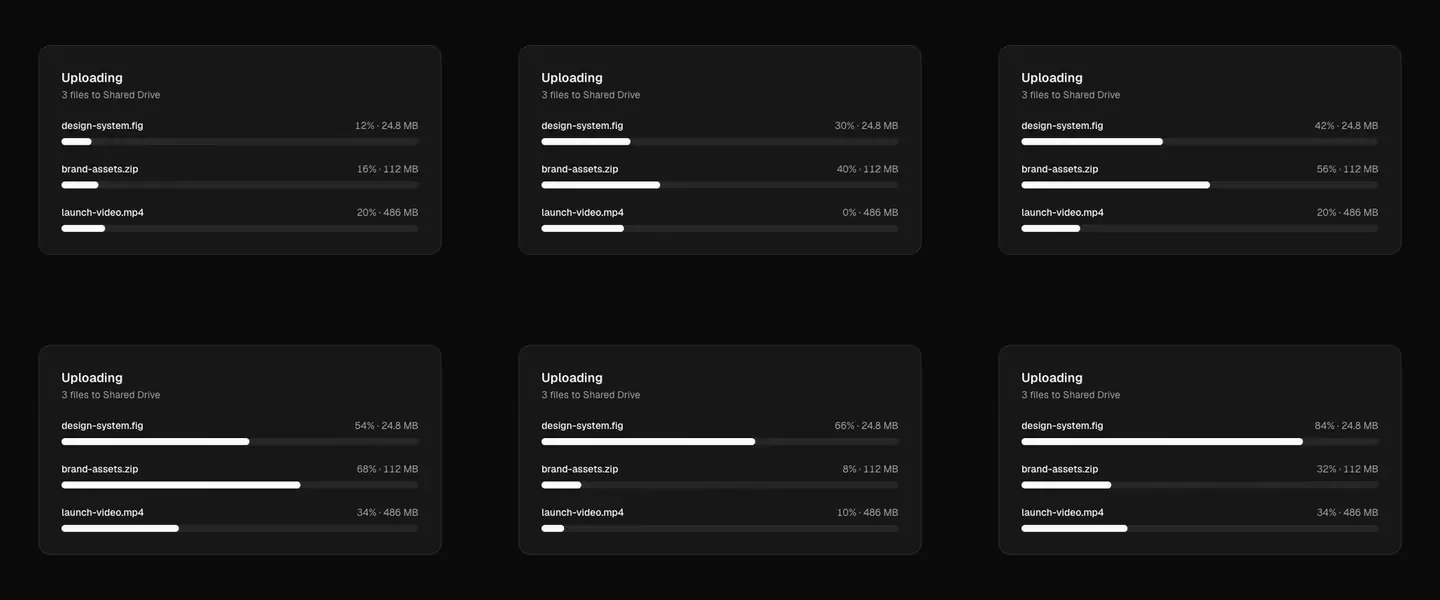 Uploading
3 files to Shared Drive
design-system.fig 12% · 24.8 MB
brand-assets.zip 16% · 112 MB
launch-video.mp4 20% · 486 MB
Uploading
3 files to Shared Drive
design-system.fig 30% · 24.8 MB
brand-assets.zip 40% · 112 MB
launch-video.mp4 0% · 486 MB
Uploading
3 files to Shared Drive
design-system.fig 42% · 24.8 MB
brand-assets.zip 56% · 112 MB
launch-video.mp4 20% · 486 MB
Uploading
3 files to Shared Drive
design-system.fig 54% · 24.8 MB
brand-assets.zip 68% · 112 MB
launch-video.mp4 34% · 486 MB
Uploading
3 files to Shared Drive
design-system.fig 66% · 24.8 MB
brand-assets.zip 8% · 112 MB
launch-video.mp4 10% · 486 MB
Uploading
3 files to Shared Drive
design-system.fig 84% · 24.8 MB
brand-assets.zip 32% · 112 MB
launch-video.mp4 34% · 486 MB